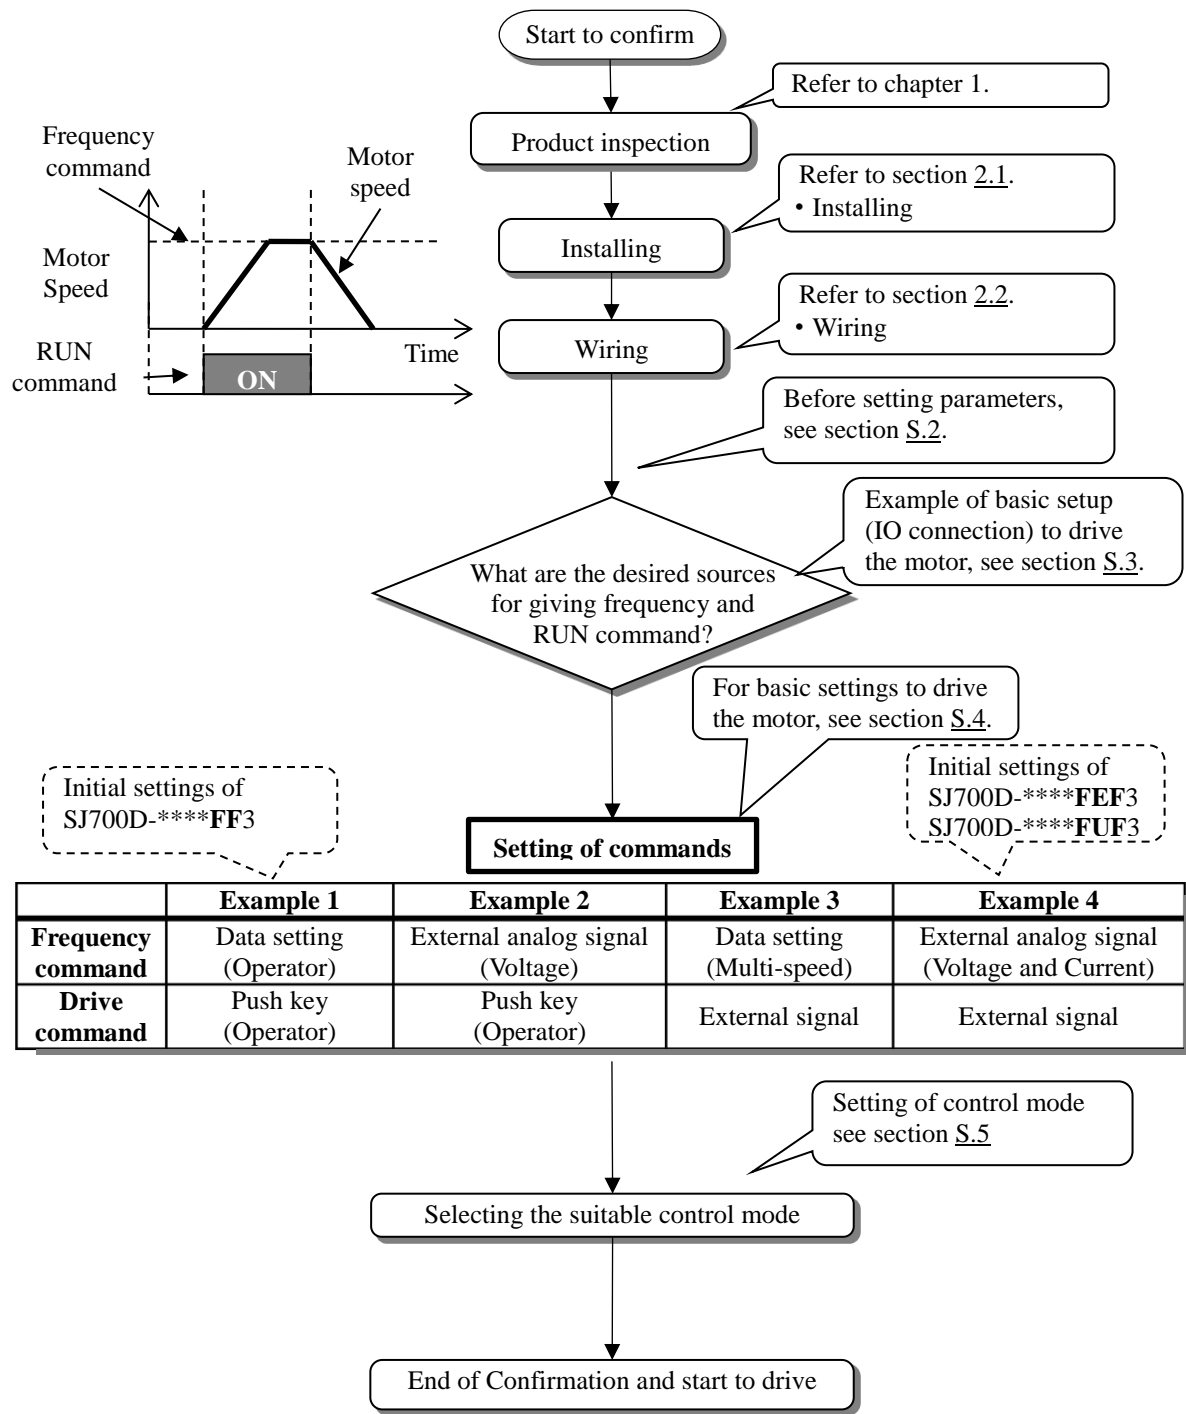 Start to confirm
Refer to chapter 1.
Product inspection
Frequency
command
Motor
speed
Motor
Speed
RUN
command
ON
Time
Refer to section 2.1.
• Installing
Installing
Refer to section 2.2.
• Wiring
Wiring
Before setting parameters,
see section S.2.
Example of basic setup
(IO connection) to drive
the motor, see section S.3.
What are the desired sources
for giving frequency and
RUN command?
For basic settings to drive
the motor, see section S.4.
Initial settings of
SJ700D-****FF3
Initial settings of
SJ700D-****FEF3
SJ700D-****FUF3
Setting of commands
Example 1 Example 2 Example 3 Example 4
Frequency
command
Data setting
(Operator)
External analog signal
(Voltage)
Data setting
(Multi-speed)
External analog signal
(Voltage and Current)
Drive
command
Push key
(Operator)
Push key
(Operator)
External signal
External signal
Setting of control mode
see section S.5
Selecting the suitable control mode
End of Confirmation and start to drive